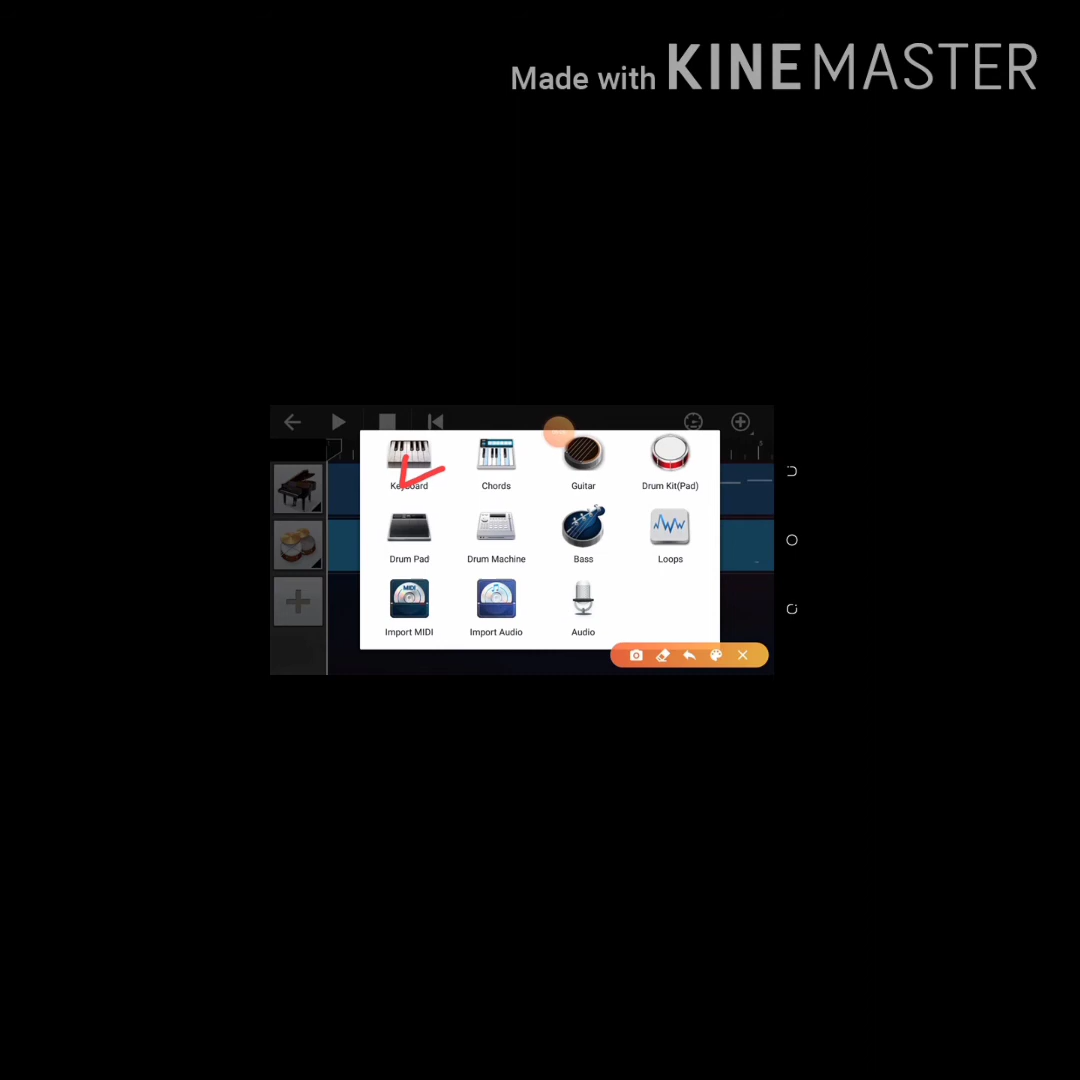 Made with KINEMASTER
Keyboard Chords Guitar Drum Kit(Pad)
Drum Pad Drum Machine Bass Loops
MIDI
Import MIDI Import Audio Audio